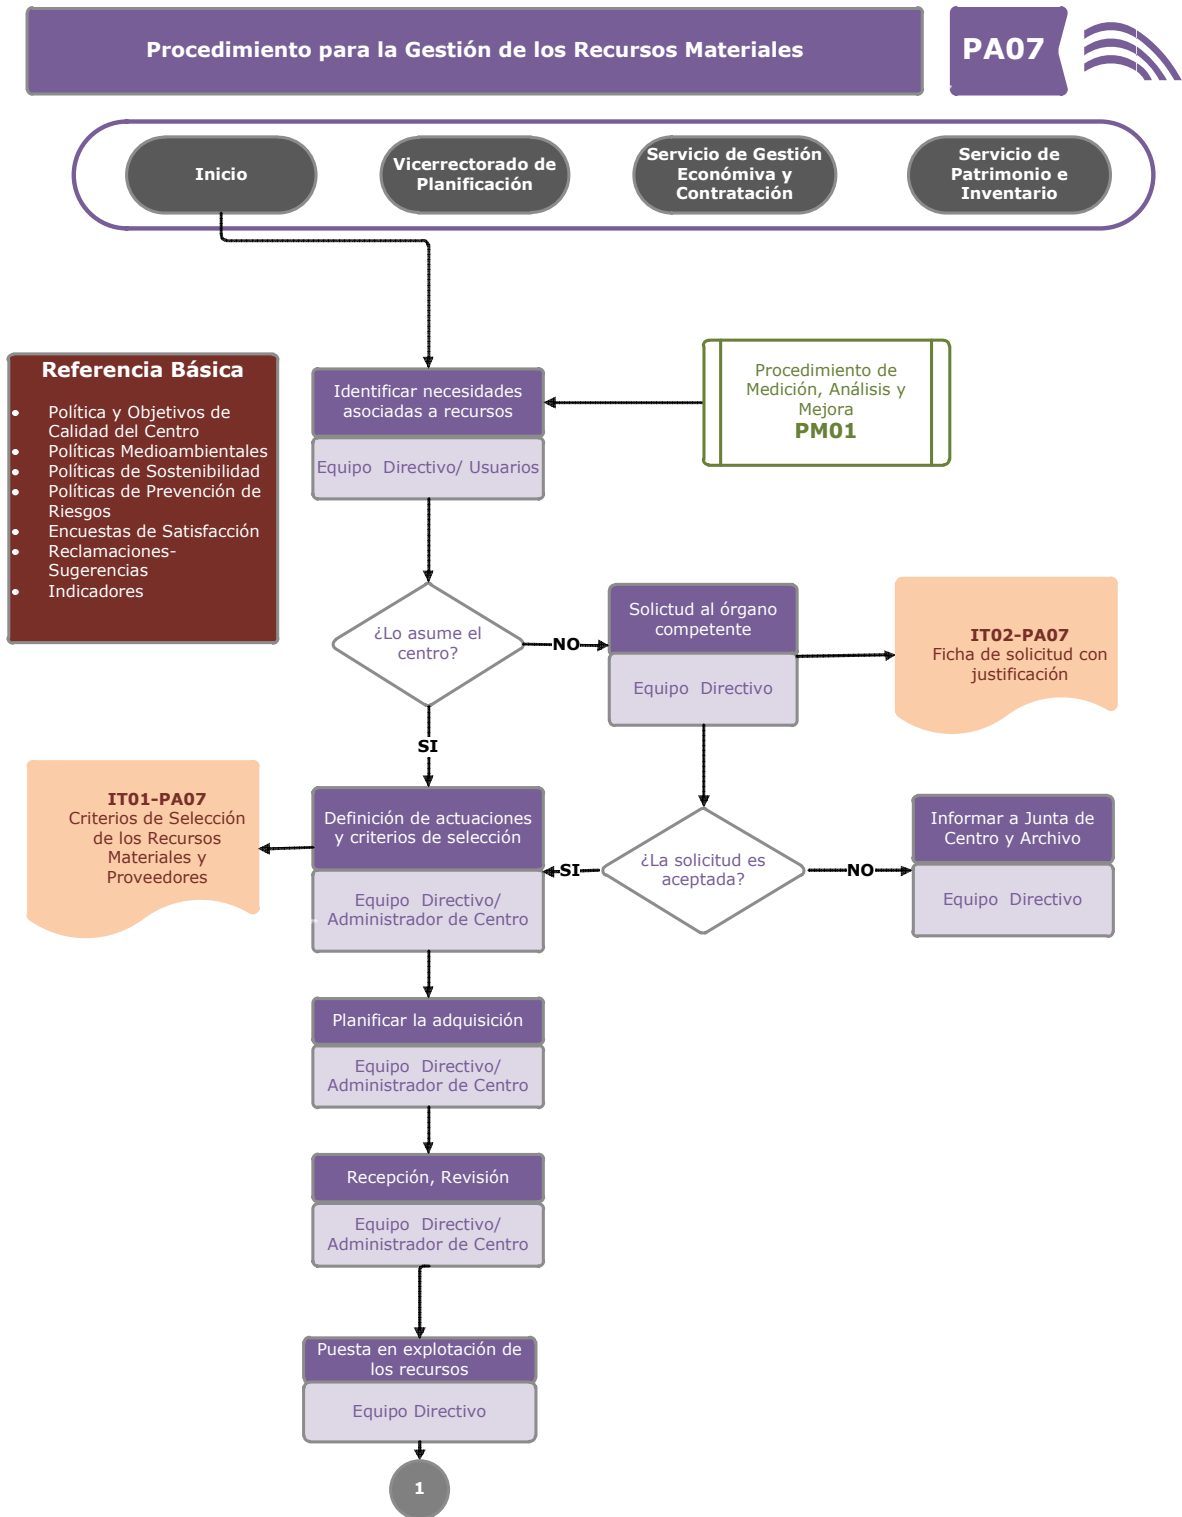 Procedimiento para la Gestión de los Recursos Materiales
PA07
Inicio
Vicerrectorado de
Planificación
Servicio de Gestión
Económiva y
Contratación
Servicio de
Patrimonio e
Inventario
Referencia Básica
• Política y Objetivos de
Calidad del Centro
• Políticas Medioambientales
• Políticas de Sostenibilidad
• Políticas de Prevención de
Riesgos
• Encuestas de Satisfacción
• Reclamaciones-
Sugerencias
• Indicadores
Identificar necesidades
asociadas a recursos
Equipo Directivo/ Usuarios
Procedimiento de
Medición, Análisis y
Mejora
PM01
¿Lo asume el
centro?
NO
Solictud al órgano
competente
Equipo Directivo
IT02-PA07
Ficha de solicitud con
justificación
SI
IT01-PA07
Criterios de Selección
de los Recursos
Materiales y
Proveedores
Definición de actuaciones
y criterios de selección
Equipo Directivo/
Administrador de Centro
SI
¿La solicitud es
aceptada?
NO
Informar a Junta de
Centro y Archivo
Equipo Directivo
Planificar la adquisición
Equipo Directivo/
Administrador de Centro
Recepción, Revisión
Equipo Directivo/
Administrador de Centro
Puesta en explotación de
los recursos
Equipo Directivo
1